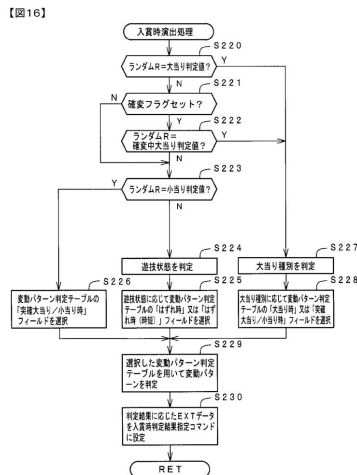 【図16】
入賞時演出処理
S220
ランダムR=大当り判定値?
Y
N
S221
確変フラグセット?
N
Y
S222
ランダムR=
確変中大当り判定値?
Y
N
S223
ランダムR=小当り判定値?
Y
N
S224
遊技状態を判定
S227
大当り種別を判定
S226
変動パターン判定テーブルの
「突確大当り/小当り時」
フィールドを選択
S225
遊技状態に応じて変動パターン判定
テーブルの「はずれ時」又は「はず
れ時(時短)」フィールドを選択
S228
大当り種別に応じて変動パターン判定
テーブルの「大当り時」又は「突確
大当り/小当り時」フィールドを選択
S229
選択した変動パターン判定
テーブルを用いて変動パター
ンを判定
S230
判定結果に応じたEXTデータ
を入賞時判定結果指定コマンド
に設定
RET